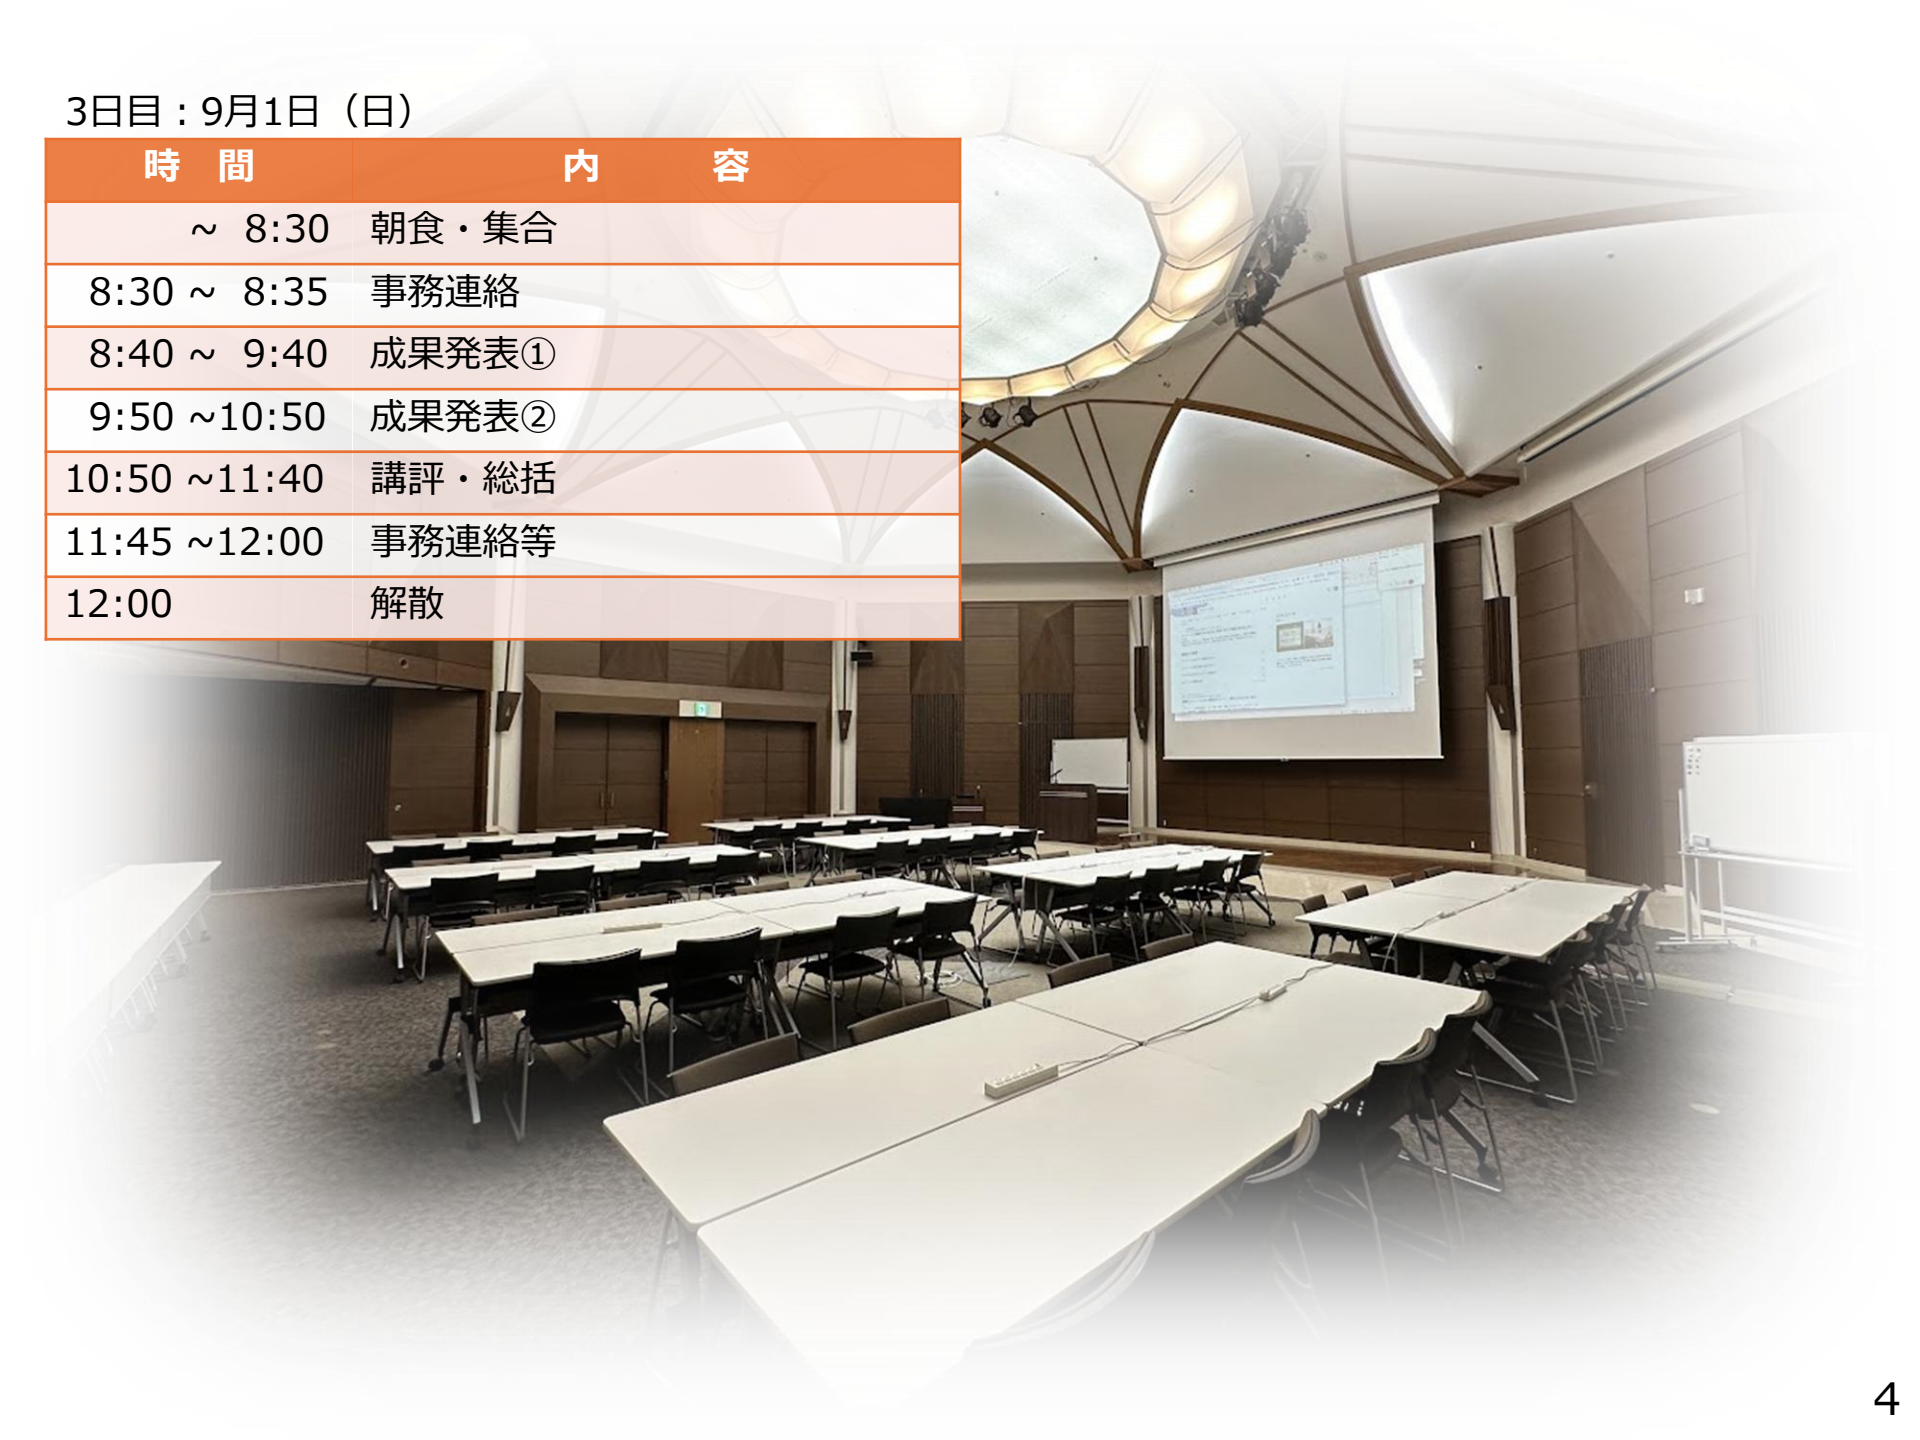 3日目：9月1日（日）
時　間　内　容
～ 8:30　朝食・集合
8:30 ～ 8:35　事務連絡
8:40 ～ 9:40　成果発表①
9:50 ～10:50　成果発表②
10:50 ～11:40　講評・総括
11:45 ～12:00　事務連絡等
12:00　解散
4